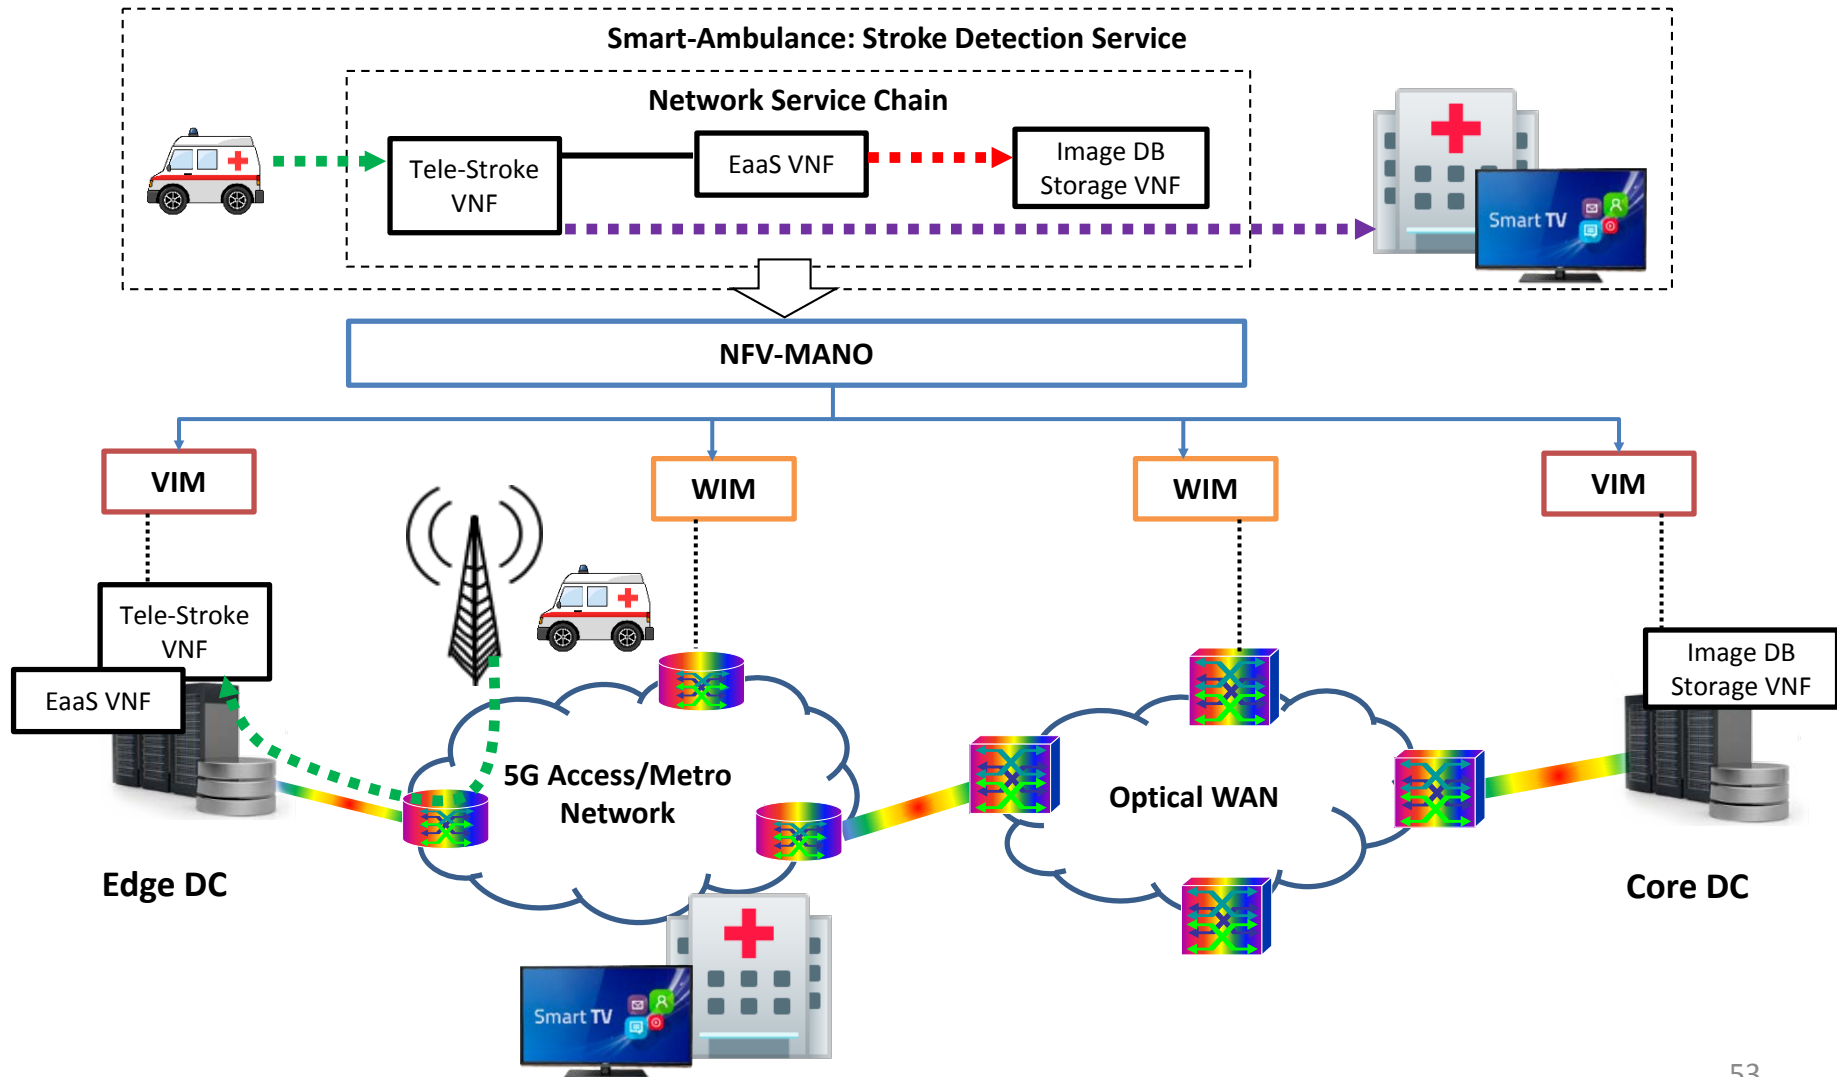 Smart-Ambulance: Stroke Detection Service
Network Service Chain
Tele-Stroke
VNF
EaaS VNF
Image DB
Storage VNF
Smart TV
NFV-MANO
VIM
WIM
WIM
VIM
Tele-Stroke
VNF
EaaS VNF
Image DB
Storage VNF
5G Access/Metro
Network
Optical WAN
Edge DC
Core DC
Smart TV
53